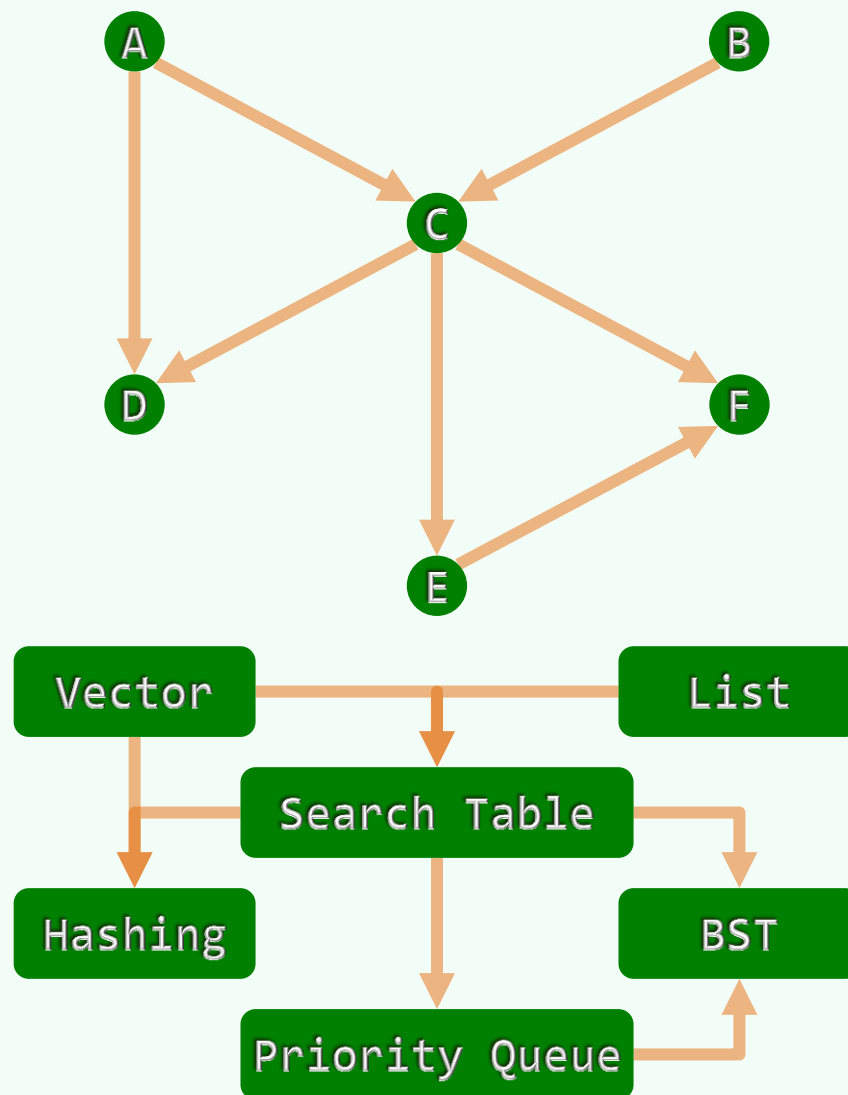 A B
C
D F
E
Vector List
Search Table
Hashing BST
Priority Queue